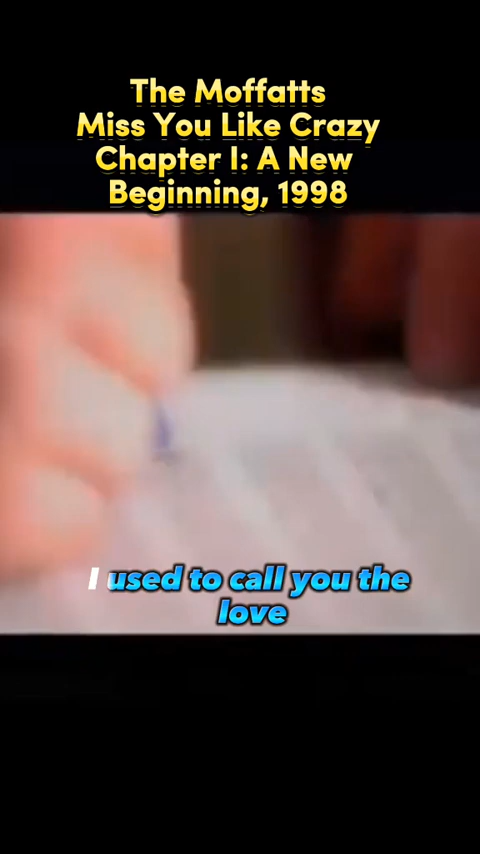 The Moffatts
Miss You Like Crazy
Chapter I: A New
Beginning, 1998
I used to call you the
love